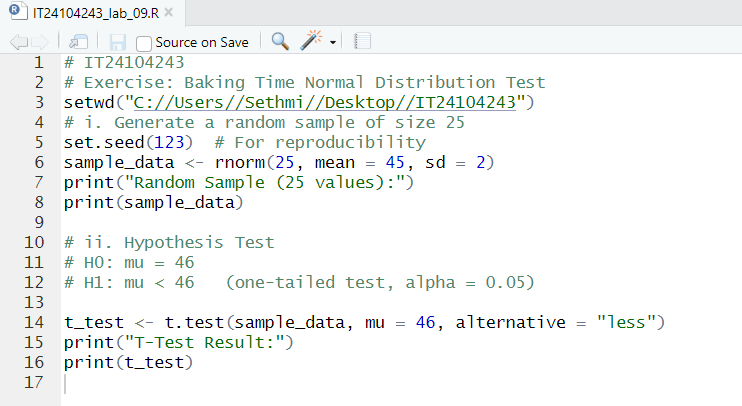 IT24104243_lab_09.R
Source on Save
1 # IT24104243
2 # Exercise: Baking Time Normal Distribution Test
3 setwd("C://Users//Sethmi//Desktop//IT24104243")
4 # i. Generate a random sample of size 25
5 set.seed(123)  # For reproducibility
6 sample_data <- rnorm(25, mean = 45, sd = 2)
7 print("Random Sample (25 values):")
8 print(sample_data)
9
10 # ii. Hypothesis Test
11 # H0: mu = 46
12 # H1: mu < 46   (one-tailed test, alpha = 0.05)
13
14 t_test <- t.test(sample_data, mu = 46, alternative = "less")
15 print("T-Test Result:")
16 print(t_test)
17